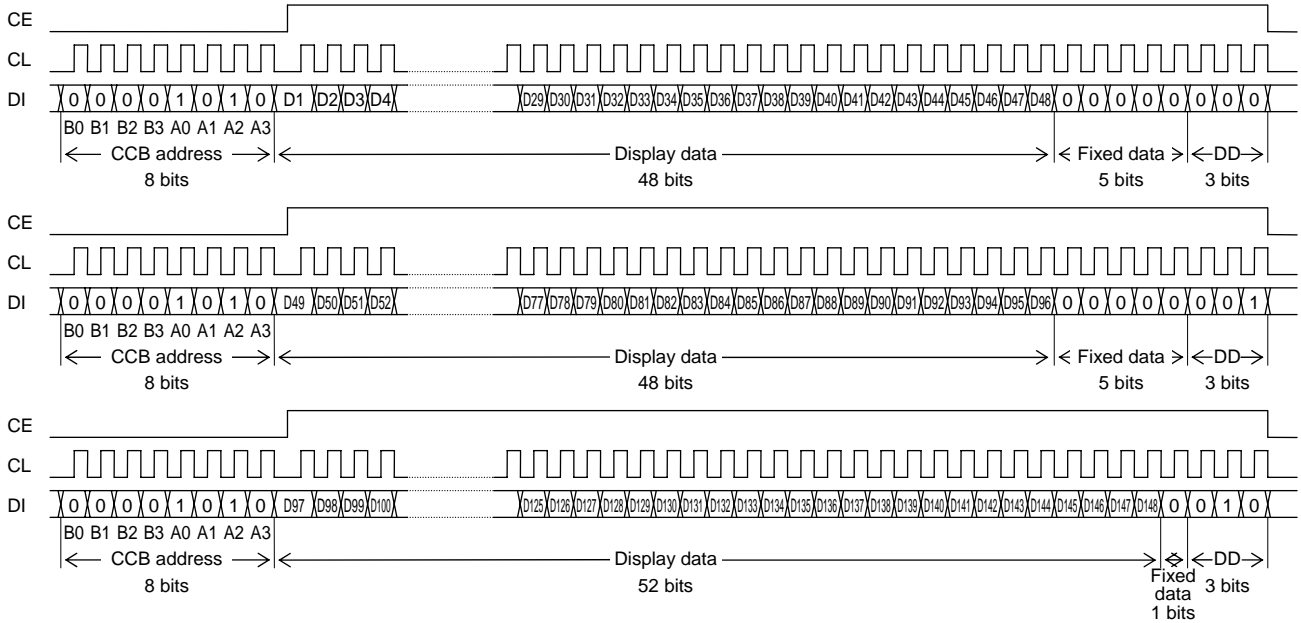 CE
CL
DI 0 0 0 0 1 0 1 0 D1 D2 D3 D4 D29 D30 D31 D32 D33 D34 D35 D36 D37 D38 D39 D40 D41 D42 D43 D44 D45 D46 D47 D48 0 0 0 0 0 0 0 0
B0 B1 B2 B3 A0 A1 A2 A3
CCB address Display data Fixed data DD
8 bits 48 bits 5 bits 3 bits
CE
CL
DI 0 0 0 0 1 0 1 0 D49 D50 D51 D52 D77 D78 D79 D80 D81 D82 D83 D84 D85 D86 D87 D88 D89 D90 D91 D92 D93 D94 D95 D96 0 0 0 0 0 0 0 1
B0 B1 B2 B3 A0 A1 A2 A3
CCB address Display data Fixed data DD
8 bits 48 bits 5 bits 3 bits
CE
CL
DI 0 0 0 0 1 0 1 0 D97 D98 D99 D100 D125 D126 D127 D128 D129 D130 D131 D132 D133 D134 D135 D136 D137 D138 D139 D140 D141 D142 D143 D144 D145 D146 D147 D148 0 0 1 0
B0 B1 B2 B3 A0 A1 A2 A3
CCB address Display data DD
8 bits 52 bits Fixed data 1 bits 3 bits